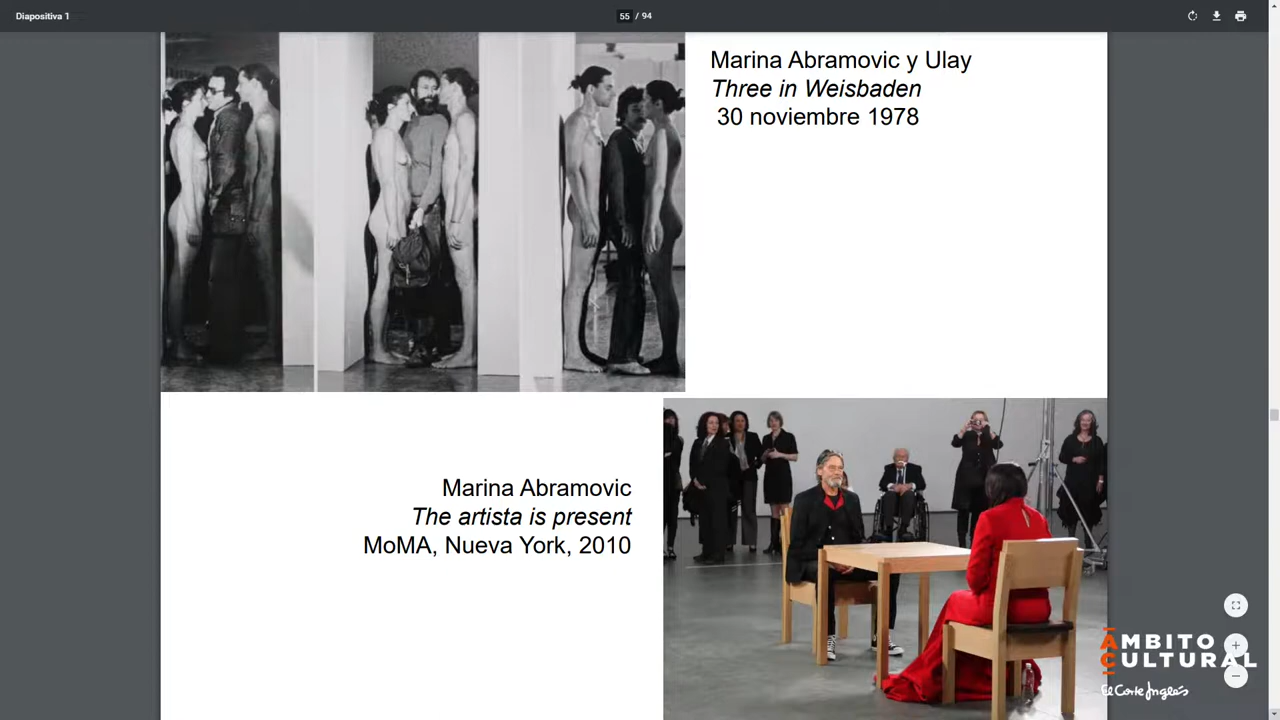 Diapositiva 1
55 / 94
Marina Abramovic y Ulay
Three in Weisbaden
30 noviembre 1978
Marina Abramovic
The artista is present
MoMA, Nueva York, 2010
ÁMBITO
CULTURAL
El Corte Inglés